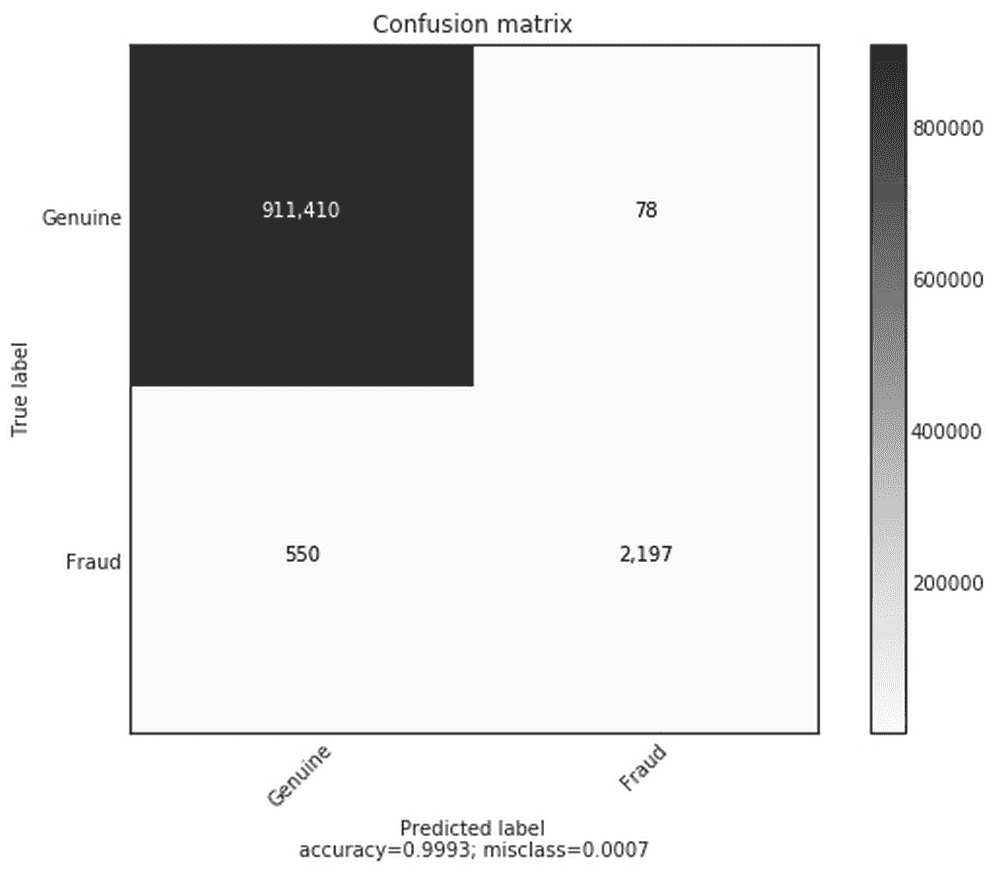 Confusion matrix
Genuine
911,410
78
800000
600000
True label
400000
Fraud
550
2,197
200000
Genuine
Fraud
Predicted label
accuracy=0.9993; misclass=0.0007